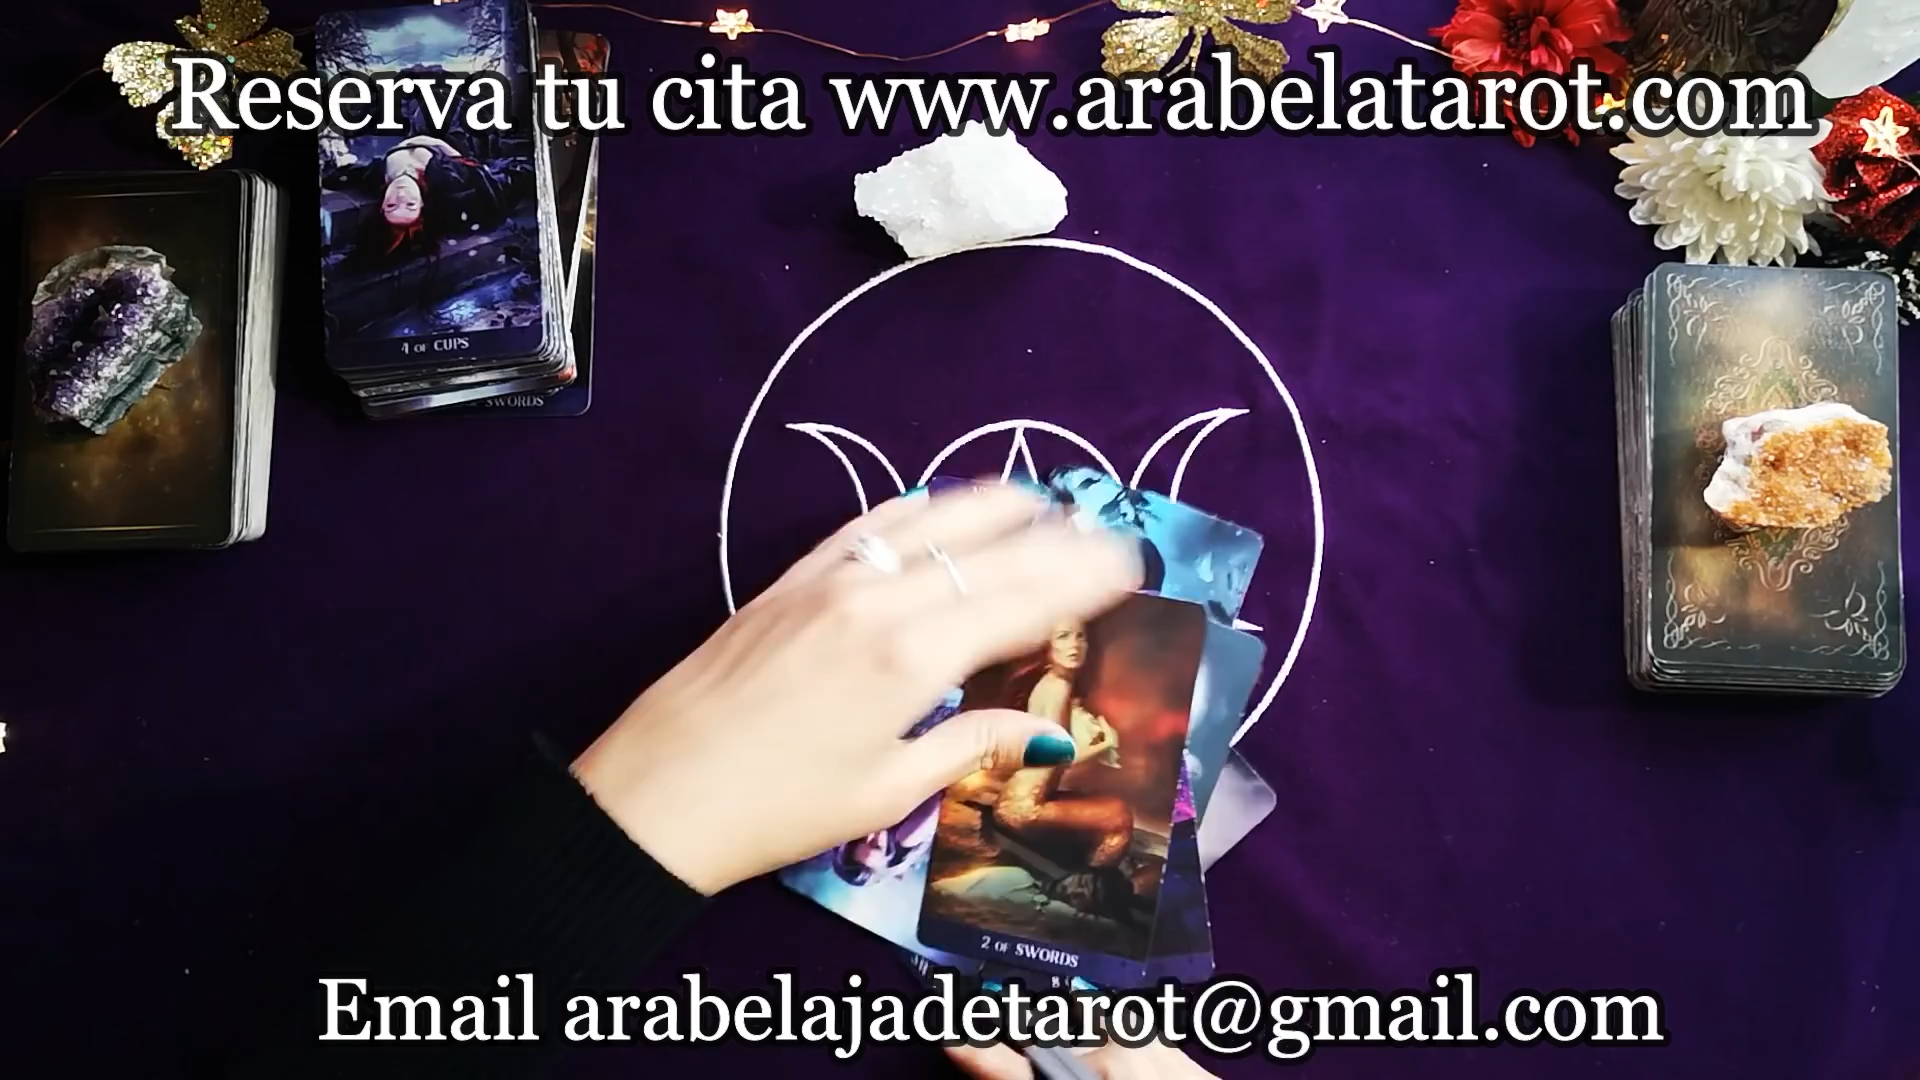 Reserva tu cita www.arabelatarot.com
4 OF CUPS
SWORDS
2 OF SWORDS
Email arabelajadetarot@gmail.com